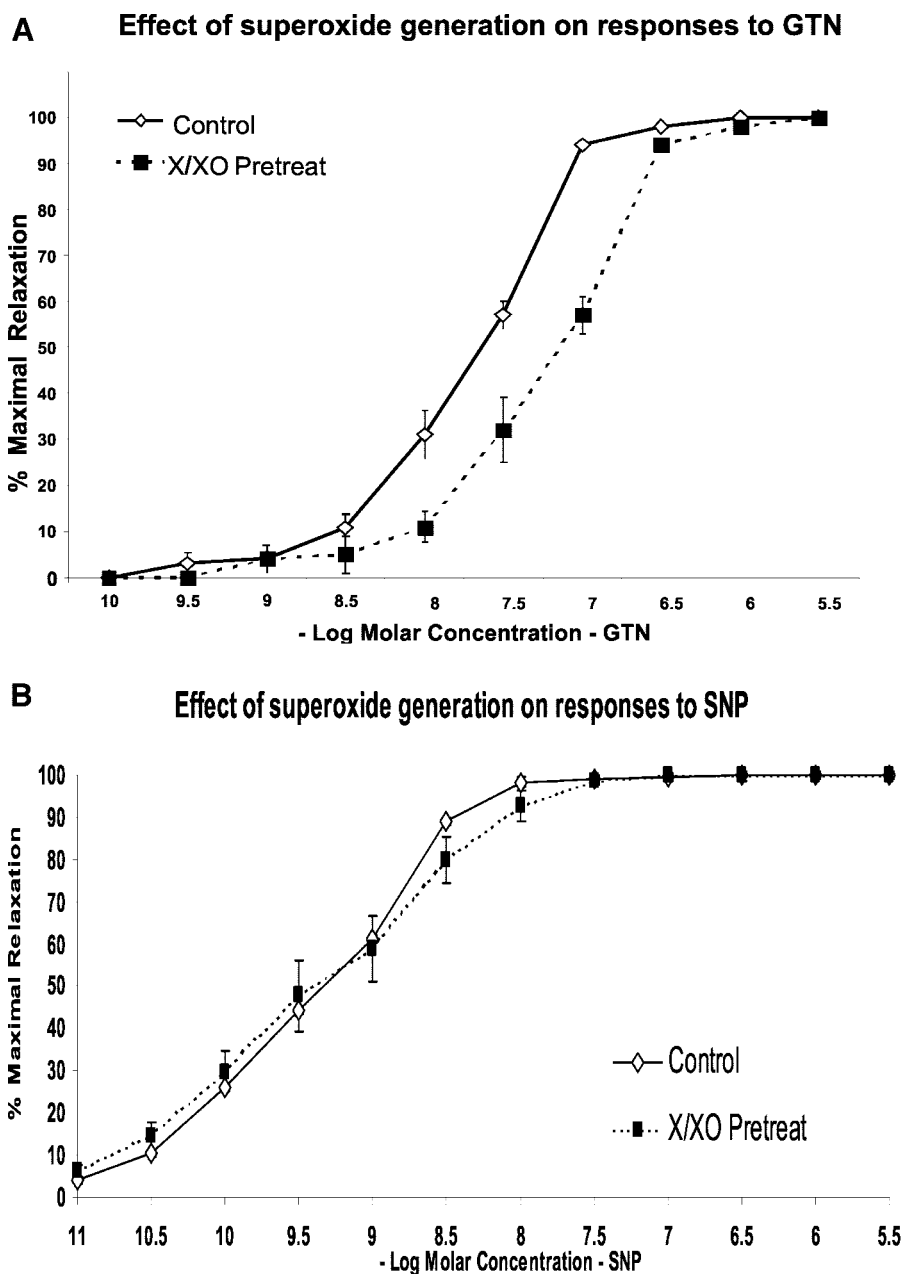 A
Effect of superoxide generation on responses to GTN
Control
X/XO Pretreat
% Maximal Relaxation
100
90
80
70
60
50
40
30
20
10
0
10 9.5 9 8.5 8 7.5 7 6.5 6 5.5
- Log Molar Concentration - GTN
B
Effect of superoxide generation on responses to SNP
% Maximal Relaxation
100
90
80
70
60
50
40
30
20
10
0
Control
X/XO Pretreat
11 10.5 10 9.5 9 8.5 8 7.5 7 6.5 6 5.5
- Log Molar Concentration - SNP